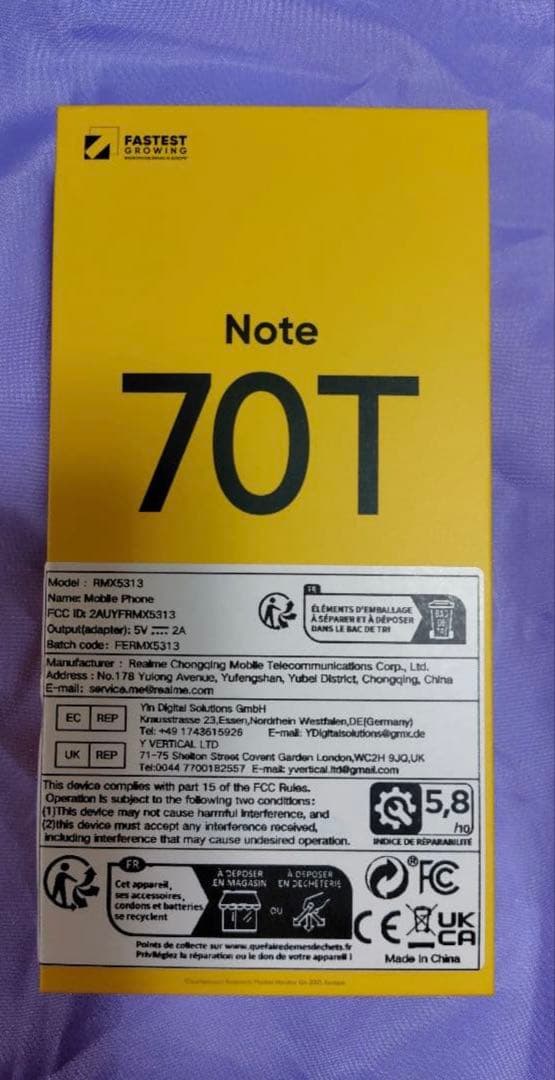 FASTEST
GROWING
Note
70T
Model : RMX5313
Name: Mobile Phone
FCC ID: 2AUYFRMX5313
Output(adapter): 5V ⎓ 2A
Batch code: FERMX5313
FR
ÉLÉMENTS D'EMBALLAGE
À SÉPARER ET À DÉPOSER
DANS LE BAC DE TRI
BAC
DE
TRI
Manufacturer : Realme Chongqing Mobile Telecommunications Corp., Ltd.
Address : No.178 Yulong Avenue, Yufengshan, Yubei District, Chongqing, China
E-mail: service.me@realme.com
EC REP
Yin Digital Solutions GmbH
Krausstrasse 23,Essen,Nordrhein Westfalen,DE(Germany)
Tel: +49 1743615926 E-mail: YDigitalsolutions@gmx.de
UK REP
Y VERTICAL LTD
71-75 Shelton Street Covent Garden London,WC2H 9JQ,UK
Tel:0044 7700182557 E-mail: yvertical.ltd@gmail.com
This device complies with part 15 of the FCC Rules.
Operation is subject to the following two conditions:
(1)This device may not cause harmful interference, and
(2)this device must accept any interference received,
including interference that may cause undesired operation.
5,8
/10
INDICE DE RÉPARABILITÉ
FR
Cet appareil,
ses accessoires,
cordons et batteries
se recyclent
À DÉPOSER
EN MAGASIN
OU
À DÉPOSER
EN DÉCHÈTERIE
Points de collecte sur www.quefairedemesdechets.fr
Privilégiez la réparation ou le don de votre appareil !
® FC
CE UK
CA
Made in China